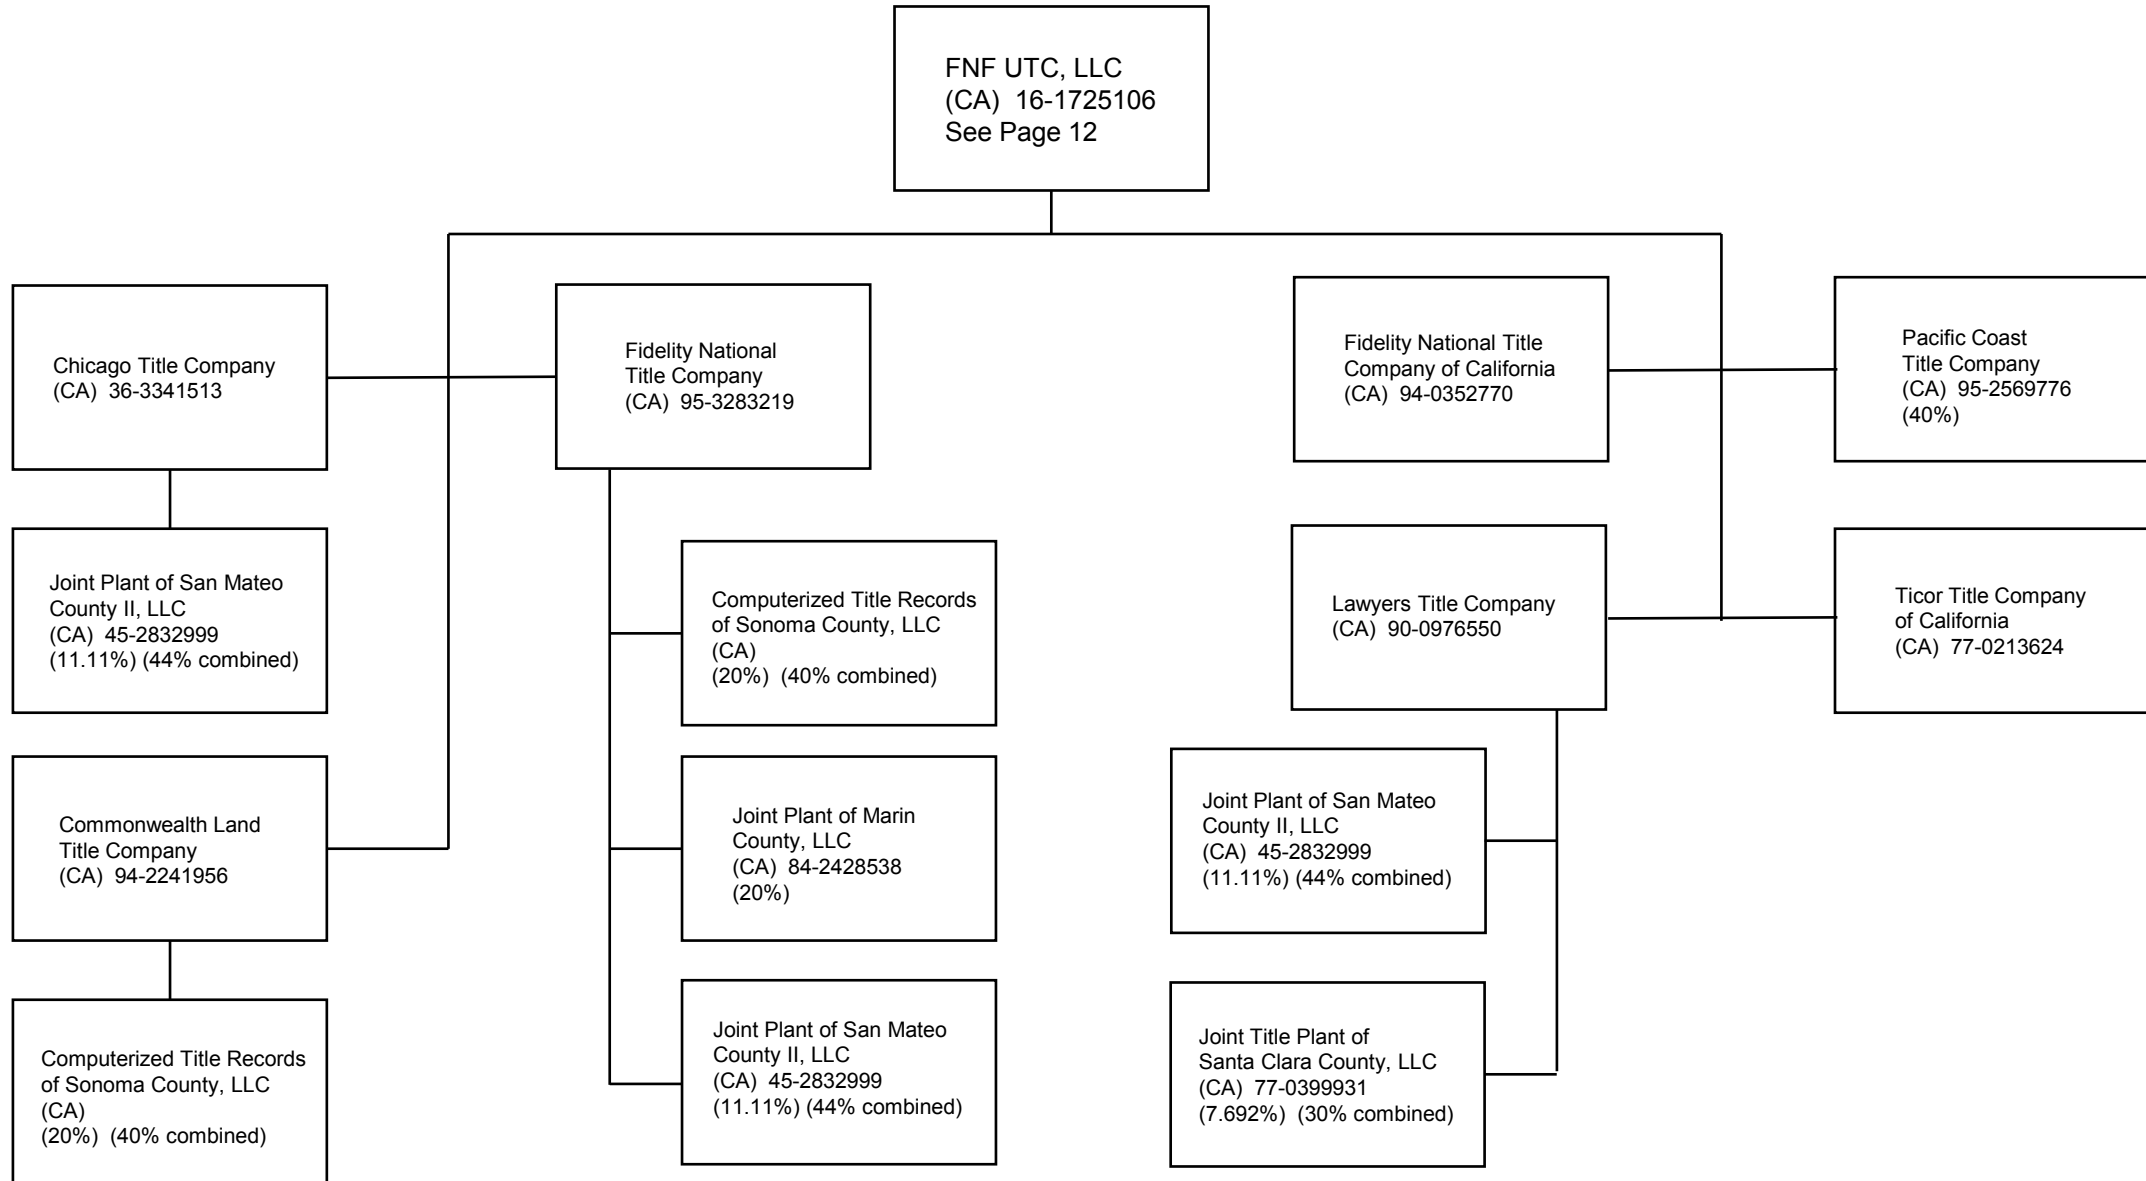 FNF UTC, LLC
(CA) 16-1725106
See Page 12
Chicago Title Company
(CA) 36-3341513
Fidelity National
Title Company
(CA) 95-3283219
Fidelity National Title
Company of California
(CA) 94-0352770
Pacific Coast
Title Company
(CA) 95-2569776
(40%)
Joint Plant of San Mateo
County II, LLC
(CA) 45-2832999
(11.11%) (44% combined)
Computerized Title Records
of Sonoma County, LLC
(CA)
(20%) (40% combined)
Lawyers Title Company
(CA) 90-0976550
Ticor Title Company
of California
(CA) 77-0213624
Commonwealth Land
Title Company
(CA) 94-2241956
Joint Plant of Marin
County, LLC
(CA) 84-2428538
(20%)
Joint Plant of San Mateo
County II, LLC
(CA) 45-2832999
(11.11%) (44% combined)
Computerized Title Records
of Sonoma County, LLC
(CA)
(20%) (40% combined)
Joint Plant of San Mateo
County II, LLC
(CA) 45-2832999
(11.11%) (44% combined)
Joint Title Plant of
Santa Clara County, LLC
(CA) 77-0399931
(7.692%) (30% combined)